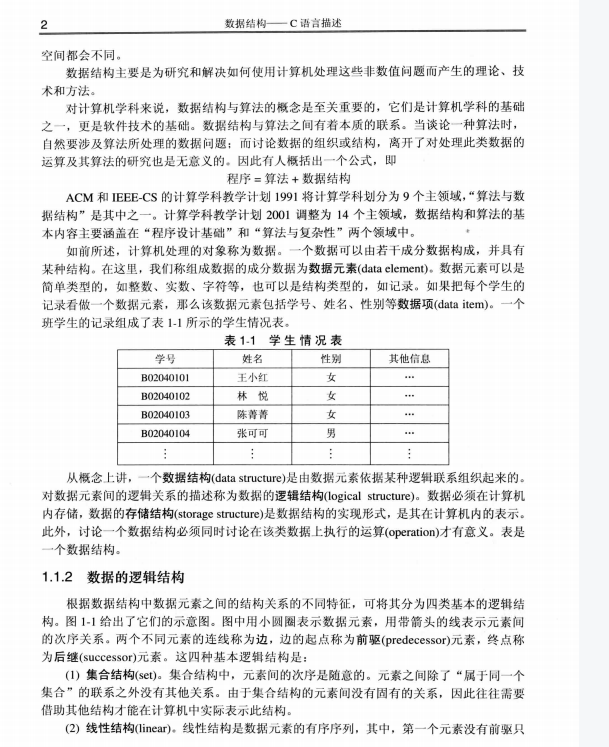 2
数据结构——C 语言描述
空间都会不同。
数据结构主要是为研究和解决如何使用计算机处理这些非数值问题而产生的理论、技
术和方法。
对计算机学科来说，数据结构与算法的概念是至关重要的，它们是计算机学科的基础
之一，更是软件技术的基础。数据结构与算法之间有着本质的联系。当谈论一种算法时，
自然要涉及算法所处理的数据问题；而讨论数据的组织或结构，离开了对处理此类数据的
运算及其算法的研究也是无意义的。因此有人概括出一个公式，即
程序 = 算法 + 数据结构
ACM 和 IEEE-CS 的计算学科教学计划 1991 将计算学科划分为 9 个主领域，“算法与数
据结构”是其中之一。计算学科教学计划 2001 调整为 14 个主领域，数据结构和算法的基
本内容主要涵盖在“程序设计基础”和“算法与复杂性”两个领域中。
如前所述，计算机处理的对象称为数据。一个数据可以由若干成分数据构成，并具有
某种结构。在这里，我们称组成数据的成分数据为数据元素(data element)。数据元素可以是
简单类型的，如整数、实数、字符等，也可以是结构类型的，如记录。如果把每个学生的
记录看做一个数据元素，那么该数据元素包括学号、姓名、性别等数据项(data item)。一个
班学生的记录组成了表 1-1 所示的学生情况表。
表 1-1 学 生 情 况 表
学号 姓名 性别 其他信息
B02040101 王小红 女 …
B02040102 林 悦 女 …
B02040103 陈菁菁 女 …
B02040104 张可可 男 …
⋮ ⋮ ⋮ ⋮
从概念上讲，一个数据结构(data structure)是由数据元素依据某种逻辑联系组织起来的。
对数据元素间的逻辑关系的描述称为数据的逻辑结构(logical structure)。数据必须在计算机
内存储，数据的存储结构(storage structure)是数据结构的实现形式，是其在计算机内的表示。
此外，讨论一个数据结构必须同时讨论在该类数据上执行的运算(operation)才有意义。表是
一个数据结构。
1.1.2 数据的逻辑结构
根据数据结构中数据元素之间的结构关系的不同特征，可将其分为四类基本的逻辑结
构。图 1-1 给出了它们的示意图。图中用小圆圈表示数据元素，用带箭头的线表示元素间
的次序关系。两个不同元素的连线称为边，边的起点称为前驱(predecessor)元素，终点称
为后继(successor)元素。这四种基本逻辑结构是：
(1) 集合结构(set)。集合结构中，元素间的次序是随意的。元素之间除了“属于同一个
集合”的联系之外没有其他关系。由于集合结构的元素间没有固有的关系，因此往往需要
借助其他结构才能在计算机中实际表示此结构。
(2) 线性结构(linear)。线性结构是数据元素的有序序列，其中，第一个元素没有前驱只